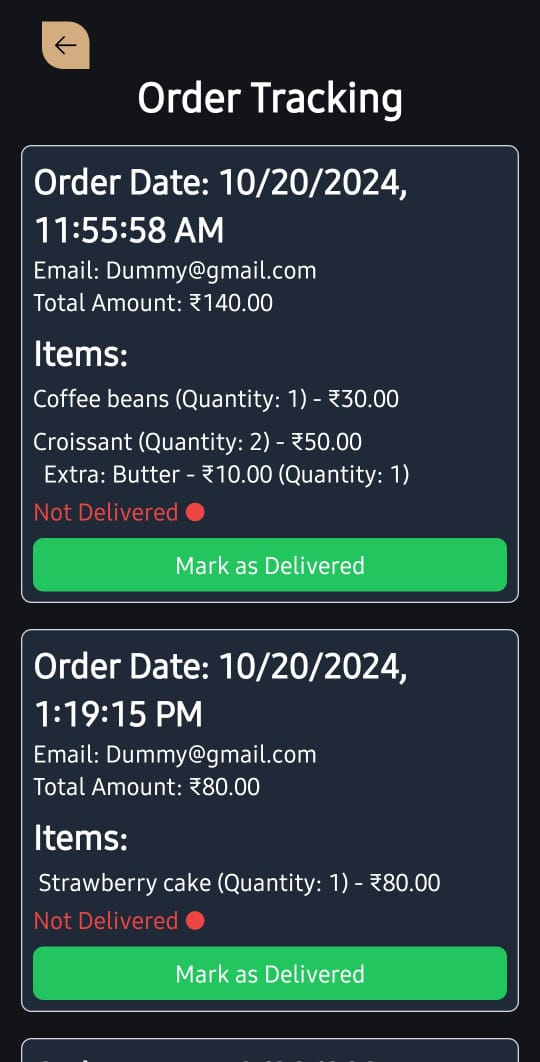 Order Tracking
Order Date: 10/20/2024,
11:55:58 AM
Email: Dummy@gmail.com
Total Amount: ₹140.00
Items:
Coffee beans (Quantity: 1) - ₹30.00
Croissant (Quantity: 2) - ₹50.00
Extra: Butter - ₹10.00 (Quantity: 1)
Not Delivered
Mark as Delivered
Order Date: 10/20/2024,
1:19:15 PM
Email: Dummy@gmail.com
Total Amount: ₹80.00
Items:
Strawberry cake (Quantity: 1) - ₹80.00
Not Delivered
Mark as Delivered